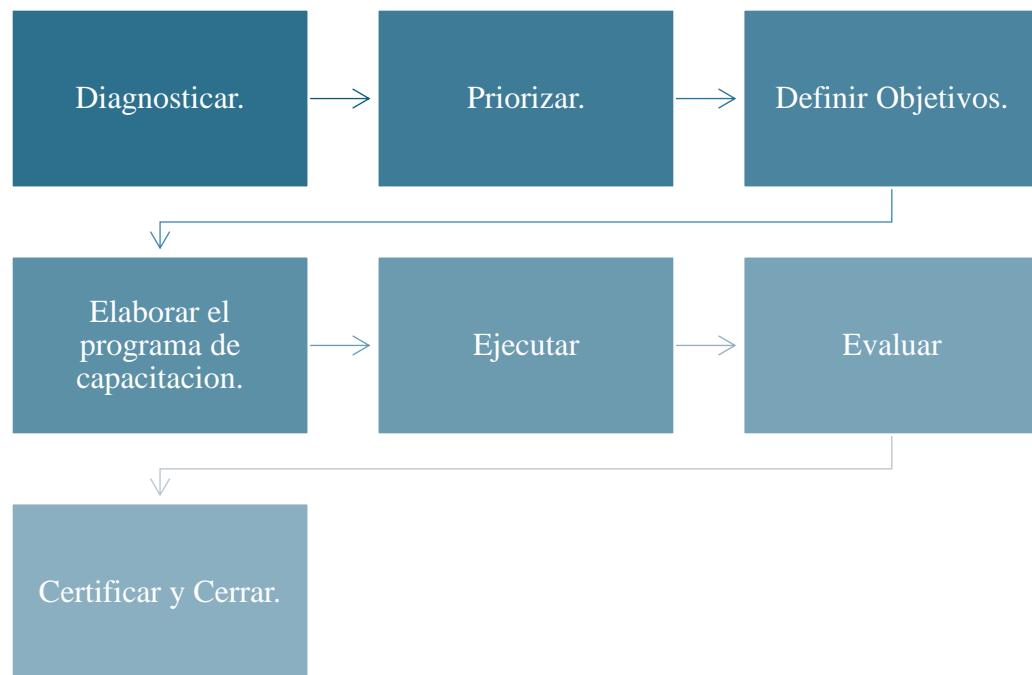 Diagnosticar.
Priorizar.
Definir Objetivos.
Elaborar el
programa de
capacitacion.
Ejecutar
Evaluar
Certificar y Cerrar.